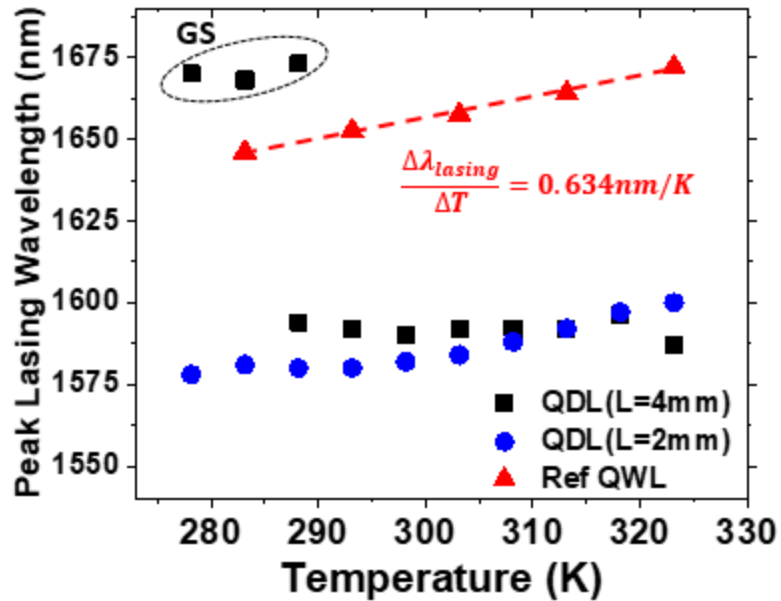 GS
1675
1650
1625
1600
1575
1550
Peak Lasing Wavelength (nm)
Δλlasing
ΔT
= 0.634nm/K
QDL(L=4mm)
QDL(L=2mm)
Ref QWL
280 290 300 310 320 330
Temperature (K)